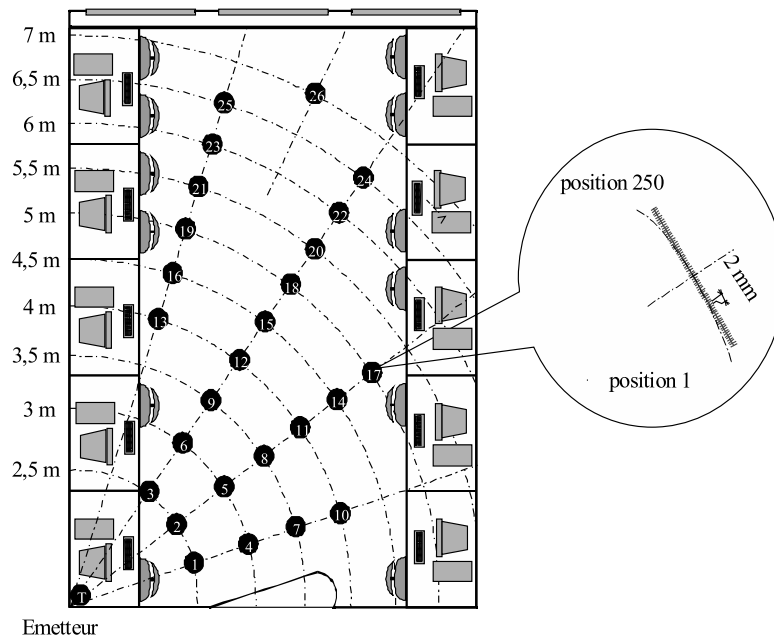 7 m
6,5 m
6 m
5,5 m
5 m
4,5 m
4 m
3,5 m
3 m
2,5 m
26
25
23
24
21
22
19
20
16
18
13
15
12
17
9
14
11
6
8
3
5
10
2
7
4
1
T
Emetteur
position 250
2 mm
position 1